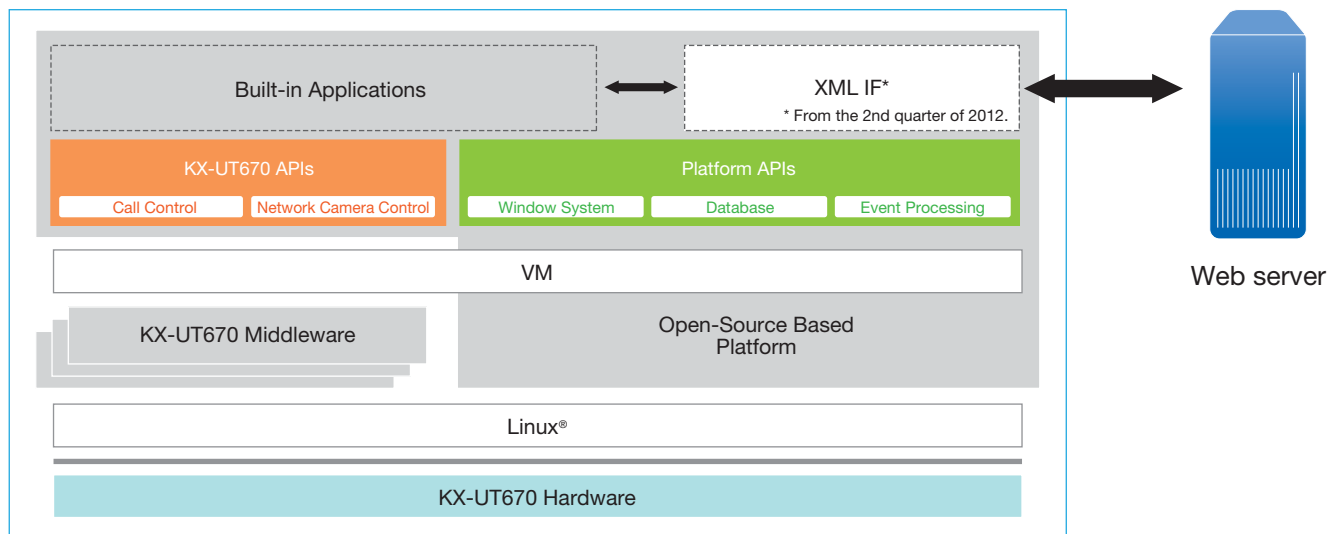 Built-in Applications
XML IF*
* From the 2nd quarter of 2012.
KX-UT670 APIs
Platform APIs
Call Control
Network Camera Control
Window System
Database
Event Processing
VM
Web server
KX-UT670 Middleware
Open-Source Based
Platform
Linux®
KX-UT670 Hardware